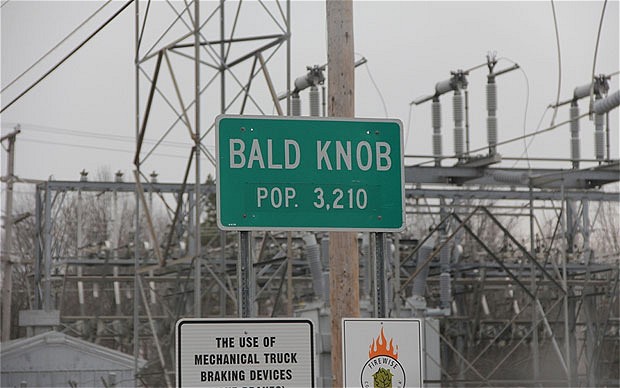 BALD KNOB
POP. 3,210
THE USE OF
MECHANICAL TRUCK
BRAKING DEVICES
FIREWISE